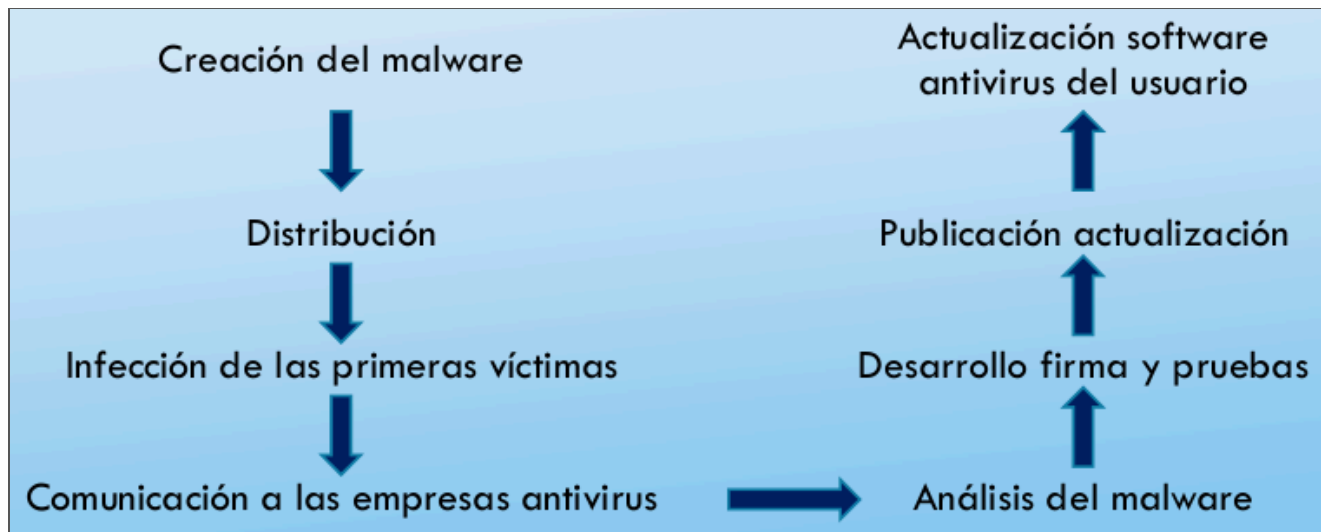 Creación del malware
Distribución
Infección de las primeras víctimas
Comunicación a las empresas antivirus
Análisis del malware
Desarrollo firma y pruebas
Publicación actualización
Actualización software
antivirus del usuario